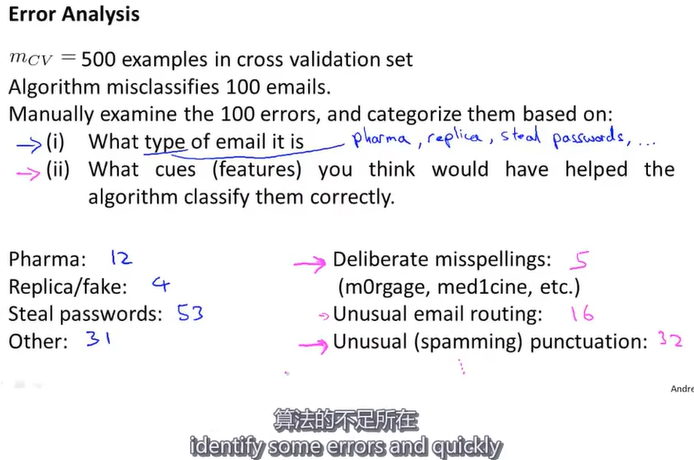 Error Analysis
m_CV = 500 examples in cross validation set
Algorithm misclassifies 100 emails.
Manually examine the 100 errors, and categorize them based on:
→ (i) What type of email it is pharma, replica, steal passwords, ...
→ (ii) What cues (features) you think would have helped the
algorithm classify them correctly.
Pharma: 12
Replica/fake: 4
Steal passwords: 53
Other: 31
→ Deliberate misspellings: 5
(m0rgage, med1cine, etc.)
→ Unusual email routing: 16
→ Unusual (spamming) punctuation: 32
Andre
算法的不足所在
identify some errors and quickly